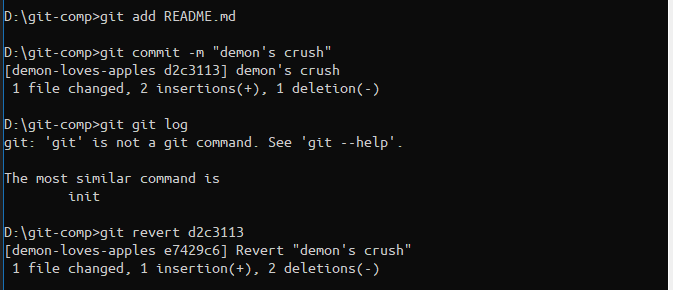 D:\git-comp>git add README.md
D:\git-comp>git commit -m "demon's crush"
[demon-loves-apples d2c3113] demon's crush
1 file changed, 2 insertions(+), 1 deletion(-)
D:\git-comp>git git log
git: 'git' is not a git command. See 'git --help'.
The most similar command is
init
D:\git-comp>git revert d2c3113
[demon-loves-apples e7429c6] Revert "demon's crush"
1 file changed, 1 insertion(+), 2 deletions(-)